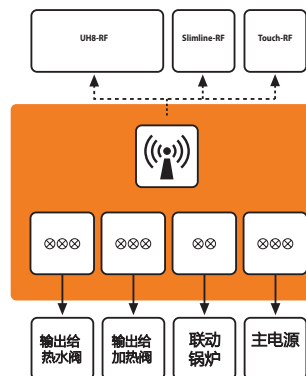 UH8-RF
Slimline-RF
Touch-RF
输出给
热水阀
输出给
加热阀
联动
锅炉
主电源